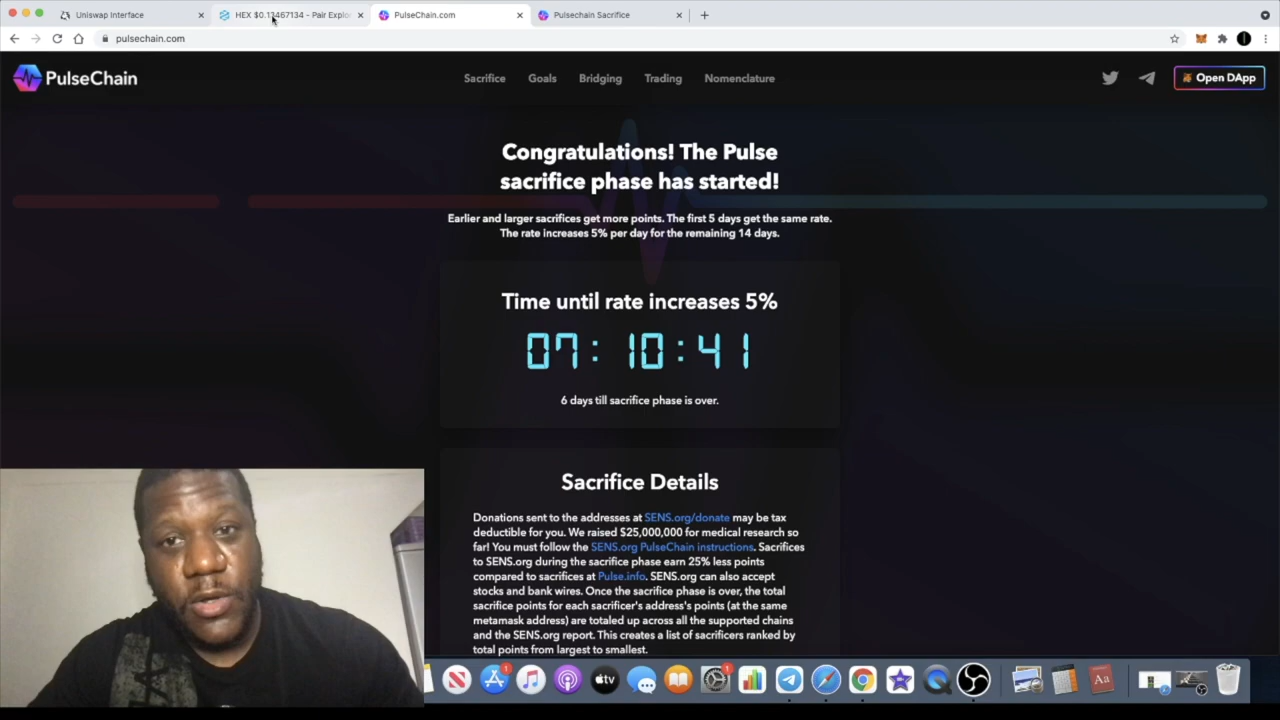 Uniswap Interface
HEX $0.13467134 - Pair Explo
PulseChain.com
Pulsechain Sacrifice
pulsechain.com
PulseChain
Sacrifice
Goals
Bridging
Trading
Nomenclature
Open DApp
Congratulations! The Pulse
sacrifice phase has started!
Earlier and larger sacrifices get more points. The first 5 days get the same rate.
The rate increases 5% per day for the remaining 14 days.
Time until rate increases 5%
07:10:41
6 days till sacrifice phase is over.
Sacrifice Details
Donations sent to the addresses at SENS.org/donate may be tax
deductible for you. We raised $25,000,000 for medical research so
far! You must follow the SENS.org PulseChain instructions. Sacrifices
to SENS.org during the sacrifice phase earn 25% less points
compared to sacrifices at Pulse.info. SENS.org can also accept
stocks and bank wires. Once the sacrifice phase is over, the total
sacrifice points for each sacrificer's address's points (at the same
metamask address) are totaled up across all the supported chains
and the SENS.org report. This creates a list of sacrificers ranked by
total points from largest to smallest.
1
tv
1
Aa